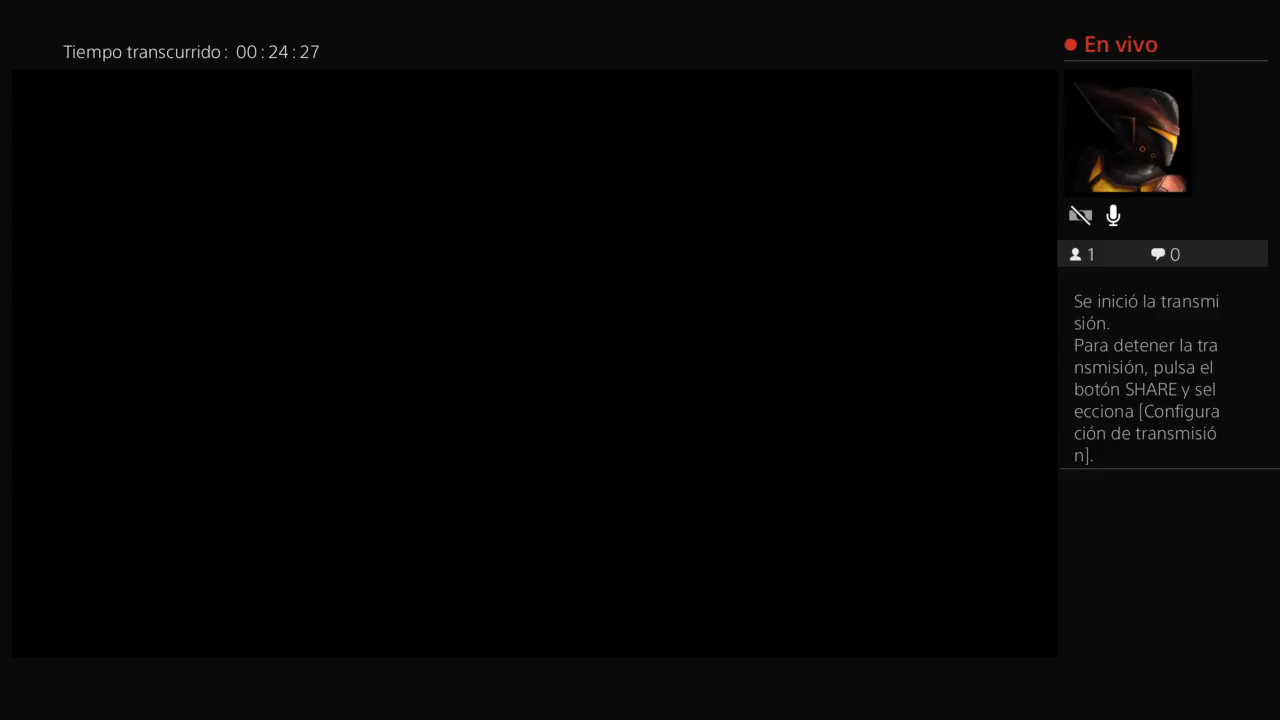 Tiempo transcurrido : 00 : 24 : 27
En vivo
1
0
Se inició la transmi
sión.
Para detener la tra
nsmisión, pulsa el
botón SHARE y sel
ecciona [Configura
ción de transmisió
n].